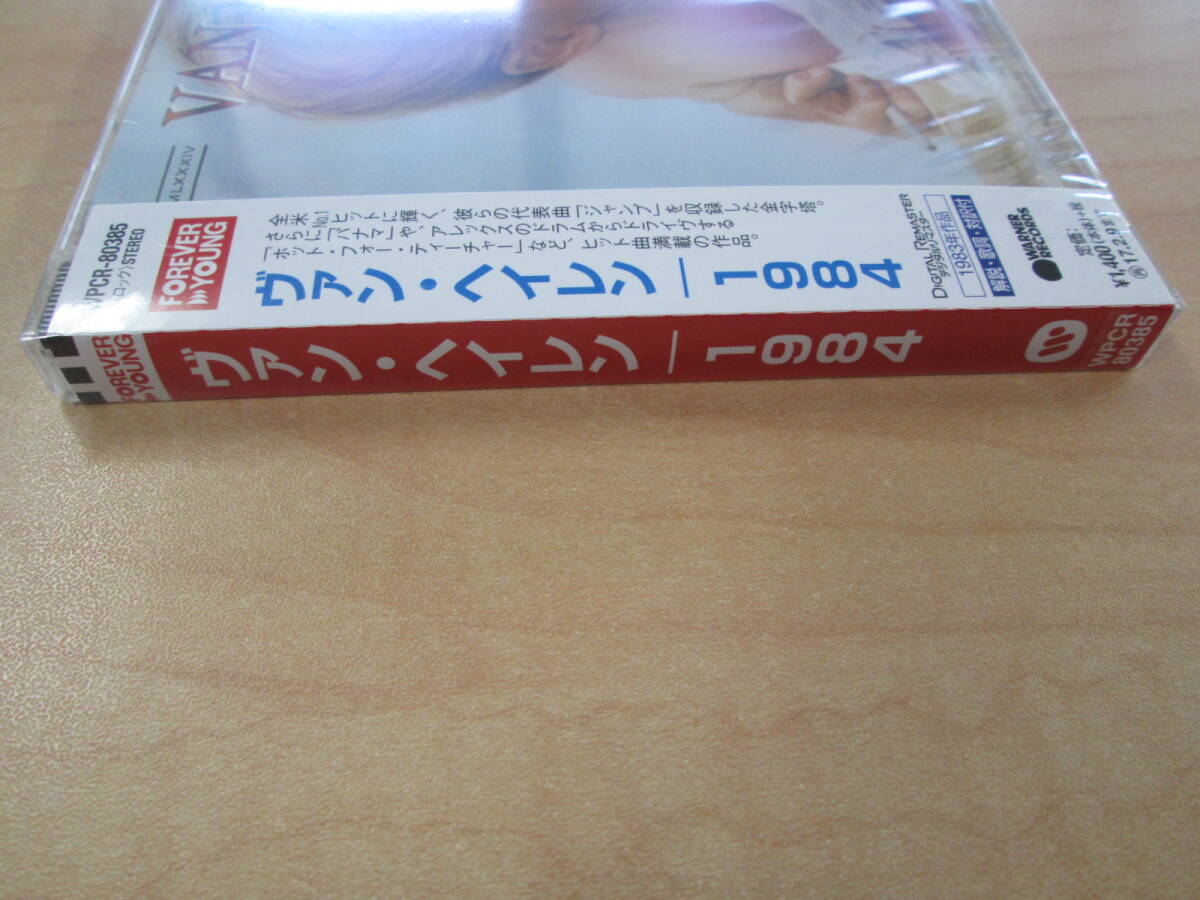 VAN
MLXXXIV
WPCR-80385
(ロック)/STEREO
FOREVER
YOUNG
全米No.1ヒットに輝く、彼らの代表曲「ジャンプ」を収録した金字塔。
さらに「パナマ」や、アレックスのドラムからドライヴする
「ホット・フォー・ティーチャー」など、ヒット曲満載の作品。
ヴァン・ヘイレン｜1984
DIGITAL REMASTER
デジタル・リマスター
1983年作品
解説・歌詞・対訳付
WARNER
RECORDS
定価:
¥1,400(本体)+税
FOREVER
YOUNG
ヴァン・ヘイレン｜1984
WPCR
80385